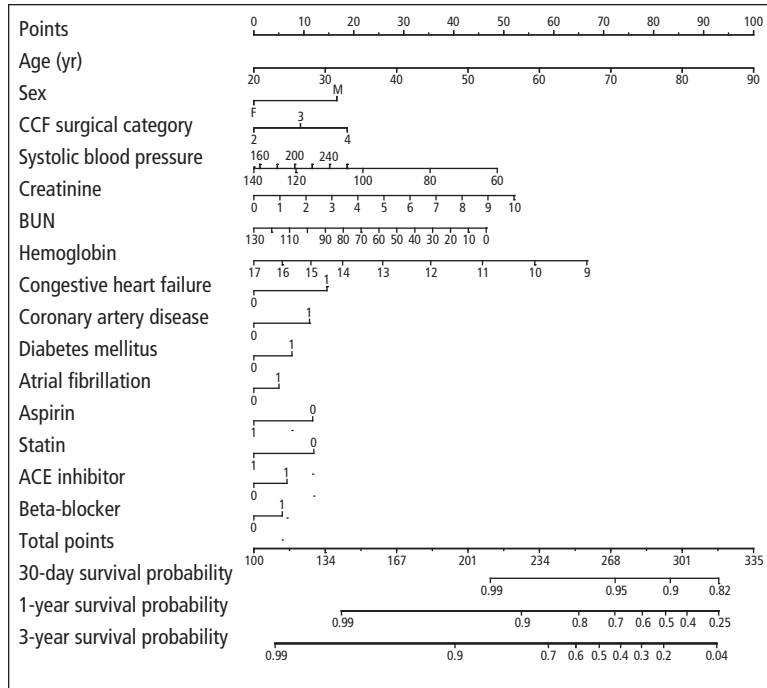 Points 0 10 20 30 40 50 60 70 80 90 100
Age (yr)
20 30 40 50 60 70 80 90
Sex M
F
CCF surgical category 3
2 4
Systolic blood pressure 160 200 240
140 120 100 80 60
Creatinine
0 1 2 3 4 5 6 7 8 9 10
BUN
130 110 90 80 70 60 50 40 30 20 10 0
Hemoglobin
17 16 15 14 13 12 11 10 9
Congestive heart failure 1
0
Coronary artery disease 1
0
Diabetes mellitus 1
0
Atrial fibrillation 1
0
Aspirin 0
1
Statin 0
1
ACE inhibitor 1
0
Beta-blocker 1
0
Total points
100 134 167 201 234 268 301 335
30-day survival probability
0.99 0.95 0.9 0.82
1-year survival probability
0.99 0.9 0.8 0.7 0.6 0.5 0.4 0.25
3-year survival probability
0.99 0.9 0.7 0.6 0.5 0.4 0.3 0.2 0.04